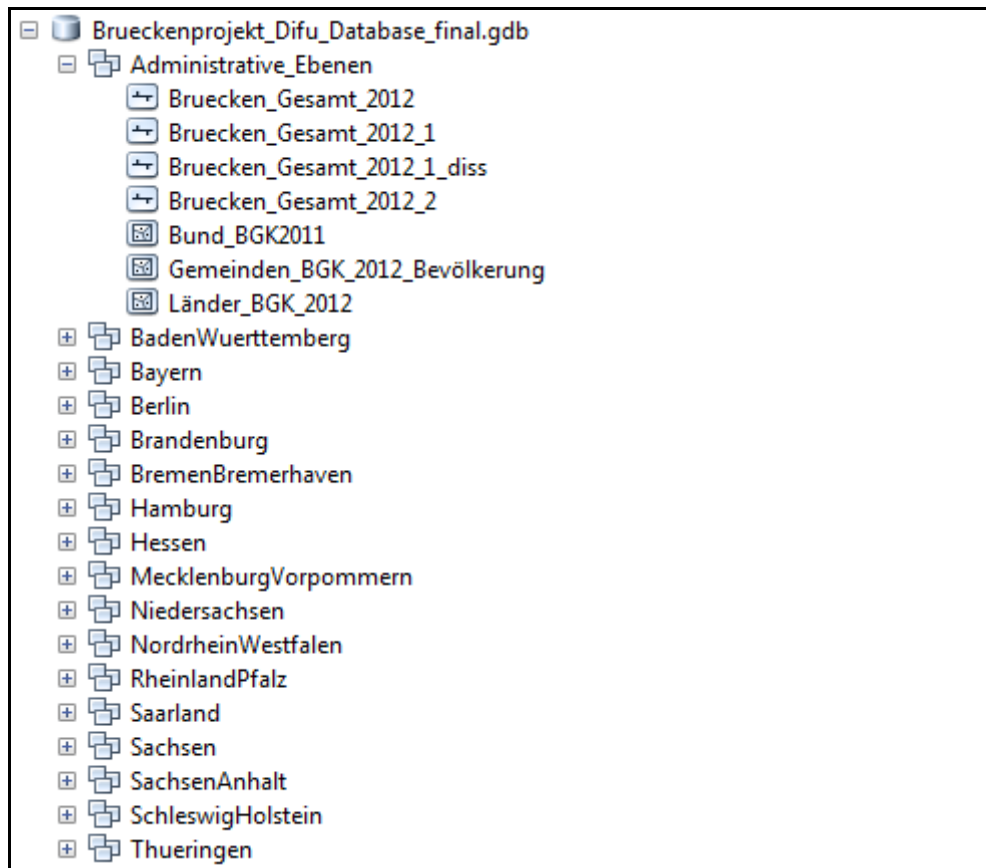 Brueckenprojekt_Difu_Database_final.gdb
Administrative_Ebenen
Bruecken_Gesamt_2012
Bruecken_Gesamt_2012_1
Bruecken_Gesamt_2012_1_diss
Bruecken_Gesamt_2012_2
Bund_BGK2011
Gemeinden_BGK_2012_Bevölkerung
Länder_BGK_2012
BadenWuerttemberg
Bayern
Berlin
Brandenburg
BremenBremerhaven
Hamburg
Hessen
MecklenburgVorpommern
Niedersachsen
NordrheinWestfalen
RheinlandPfalz
Saarland
Sachsen
SachsenAnhalt
SchleswigHolstein
Thueringen